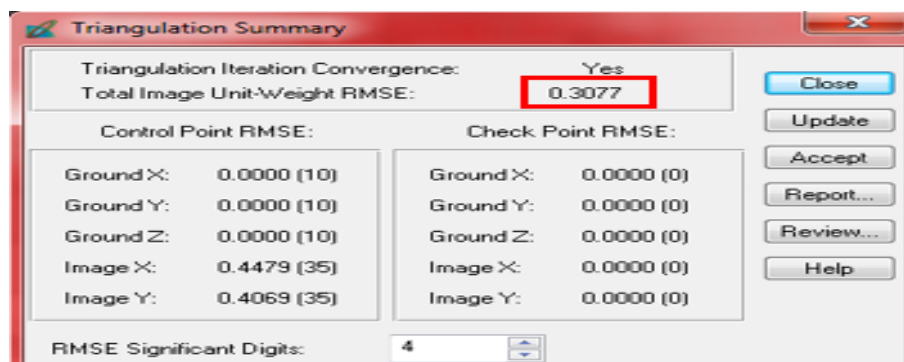 Triangulation Summary
Triangulation Iteration Convergence: Yes
Total Image Unit-Weight RMSE: 0.3077
Control Point RMSE: Check Point RMSE:
Ground X: 0.0000 (10) Ground X: 0.0000 (0)
Ground Y: 0.0000 (10) Ground Y: 0.0000 (0)
Ground Z: 0.0000 (10) Ground Z: 0.0000 (0)
Image X: 0.4479 (35) Image X: 0.0000 (0)
Image Y: 0.4069 (35) Image Y: 0.0000 (0)
RMSE Significant Digits: 4
Close
Update
Accept
Report...
Review...
Help